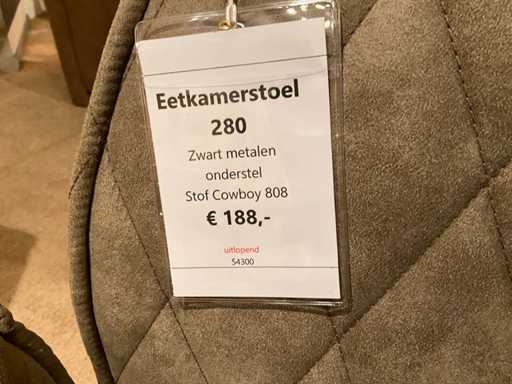 Eetkamerstoel
280
Zwart metalen
onderstel
Stof Cowboy 808
€ 188,-
uitlopend
S4300